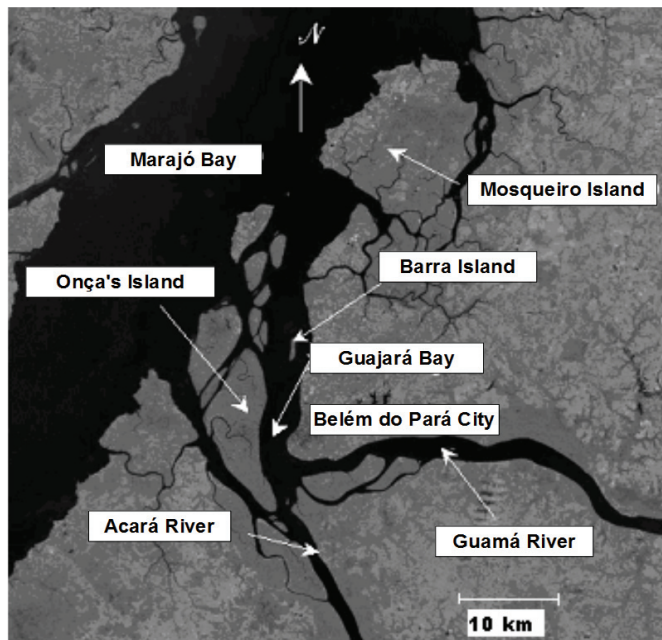 N
Marajó Bay
Mosqueiro Island
Barra Island
Onça's Island
Guajará Bay
Belém do Pará City
Acará River
Guamá River
10 km